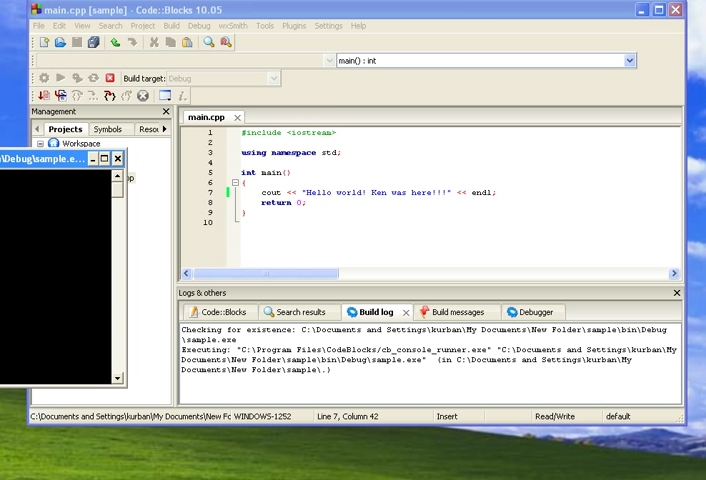 main.cpp [sample] - Code::Blocks 10.05
File Edit View Search Project Build Debug wxSmith Tools Plugins Settings Help
main() : int
Build target: Debug
Management
main.cpp
Projects Symbols Resou
Workspace
n\Debug\sample.e...
pp
1 #include <iostream>
2
3 using namespace std;
4
5 int main()
6 {
7 cout << "Hello world! Ken was here!!!" << endl;
8 return 0;
9 }
10
Logs & others
Code::Blocks Search results Build log Build messages Debugger
Checking for existence: C:\Documents and Settings\kurban\My Documents\New Folder\sample\bin\Debug
\sample.exe
Executing: "C:\Program Files\CodeBlocks/cb_console_runner.exe" "C:\Documents and Settings\kurban\My
Documents\New Folder\sample\bin\Debug\sample.exe" (in C:\Documents and Settings\kurban\My
Documents\New Folder\sample\.)
C:\Documents and Settings\kurban\My Documents\New Fc WINDOWS-1252 Line 7, Column 42 Insert Read/Write default